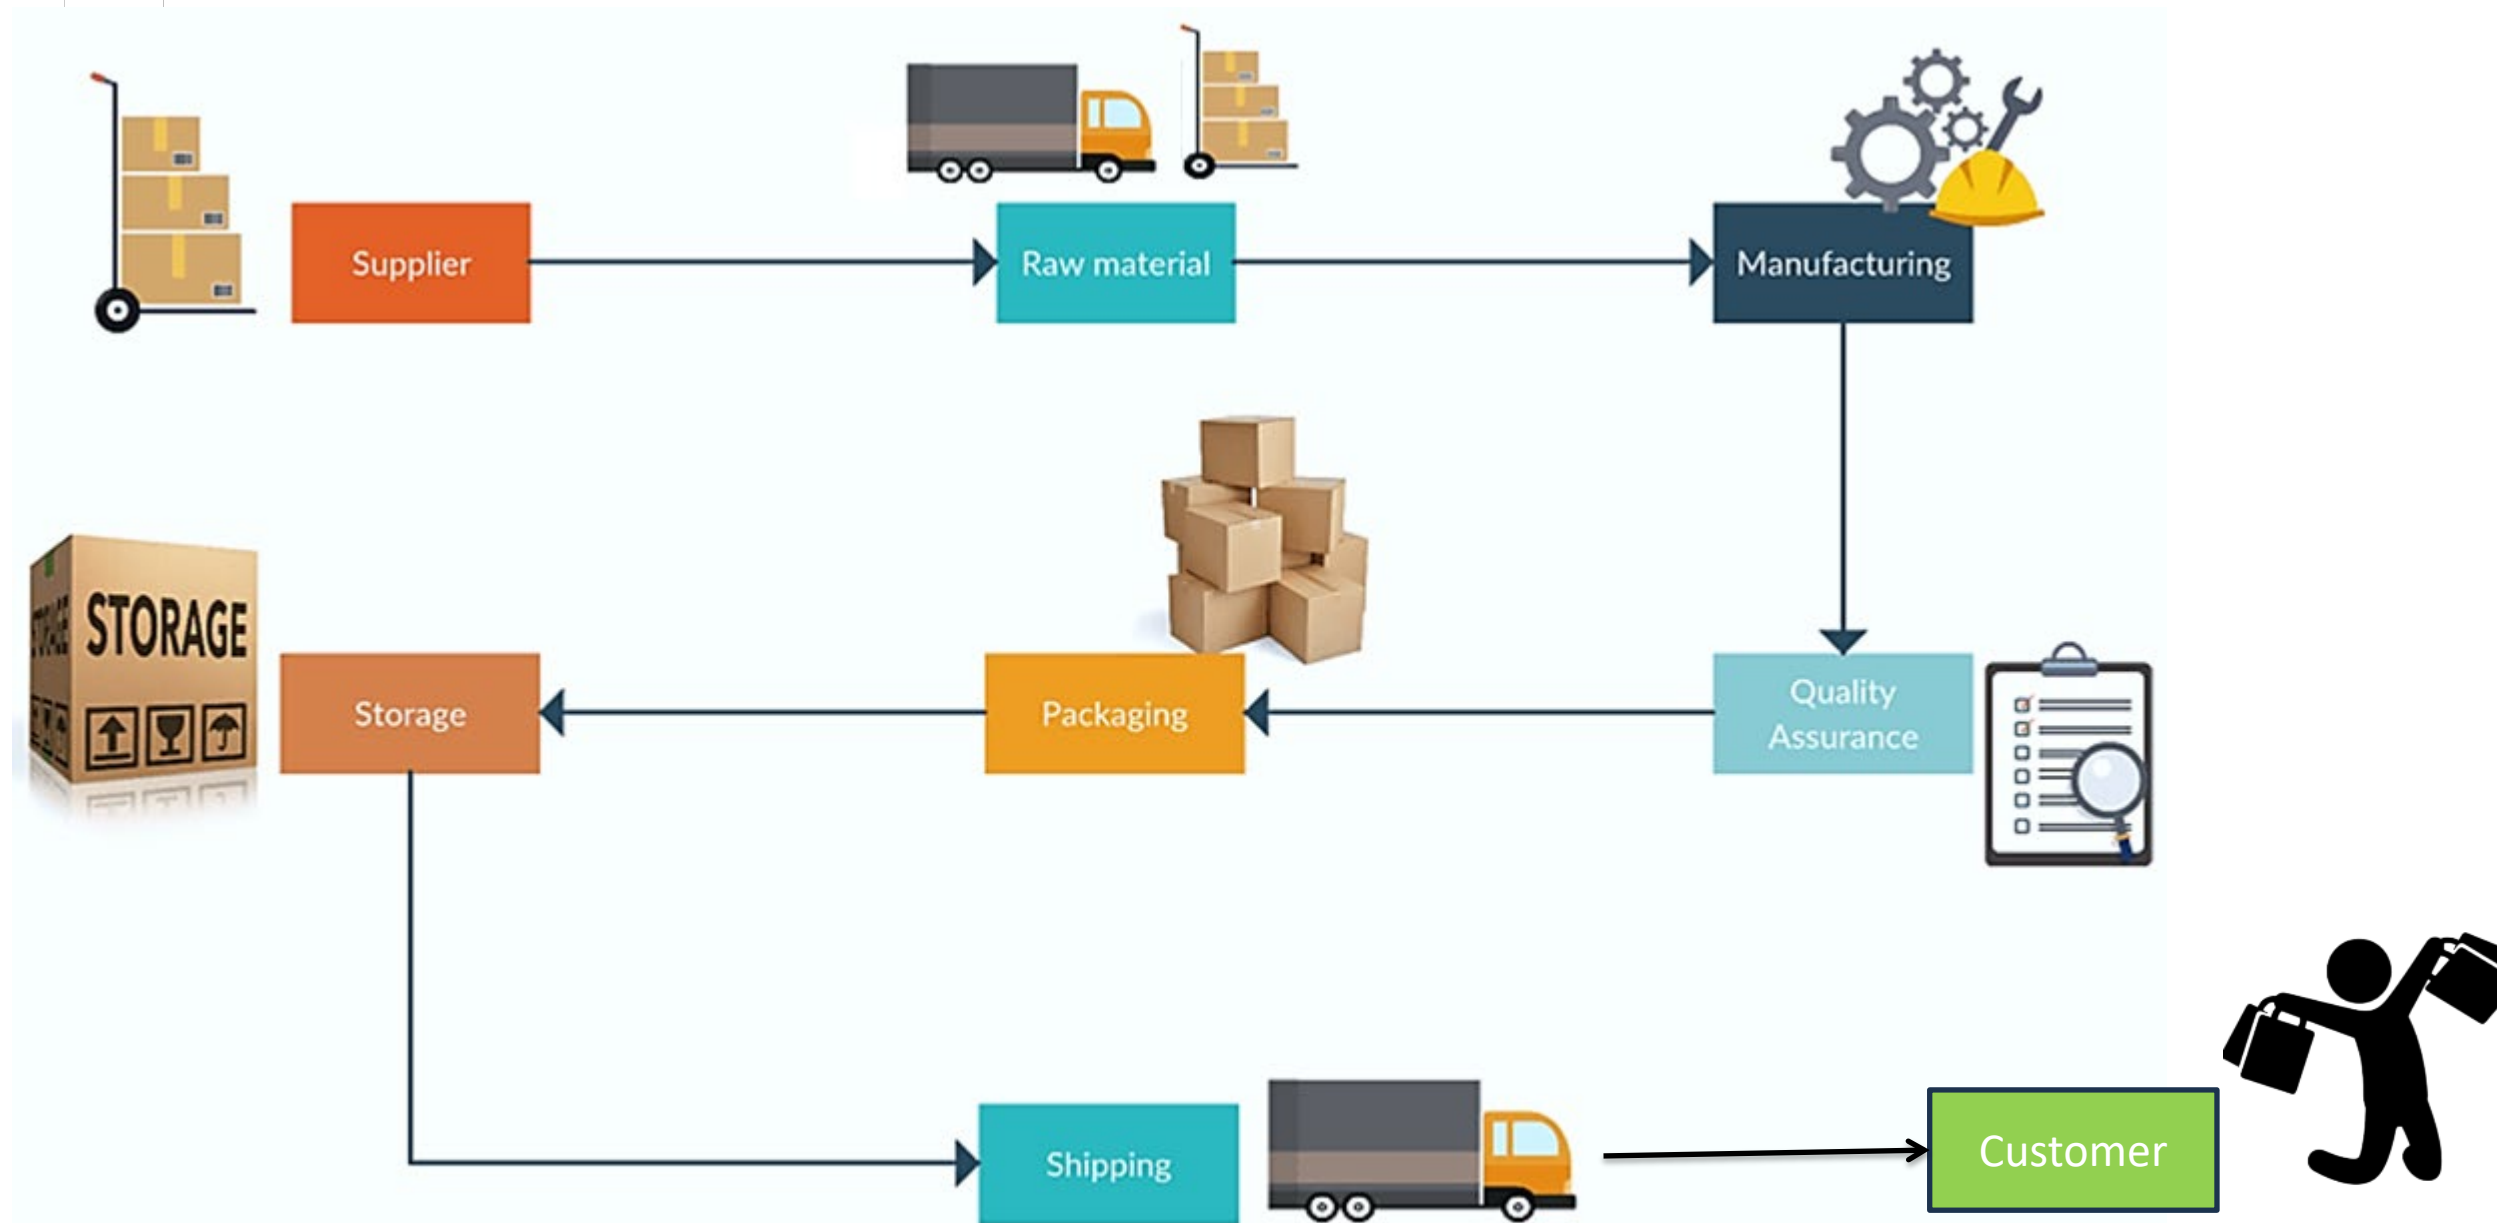 Supplier
Raw material
Manufacturing
STORAGE
Storage
Packaging
Quality
Assurance
Shipping
Customer